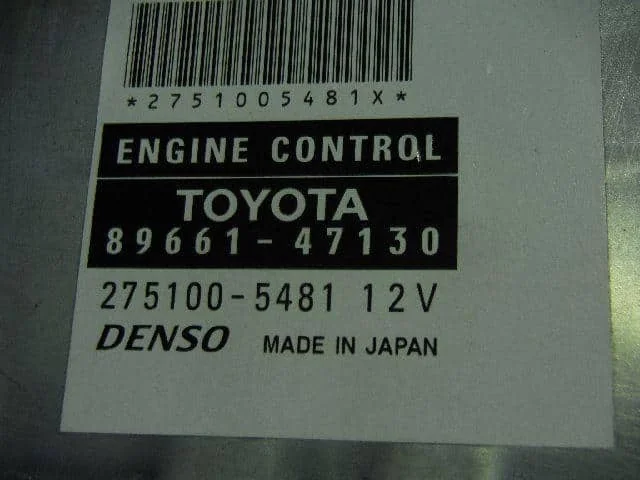 *2751005481X*
ENGINE CONTROL
TOYOTA
89661-47130
275100-5481 12V
DENSO MADE IN JAPAN